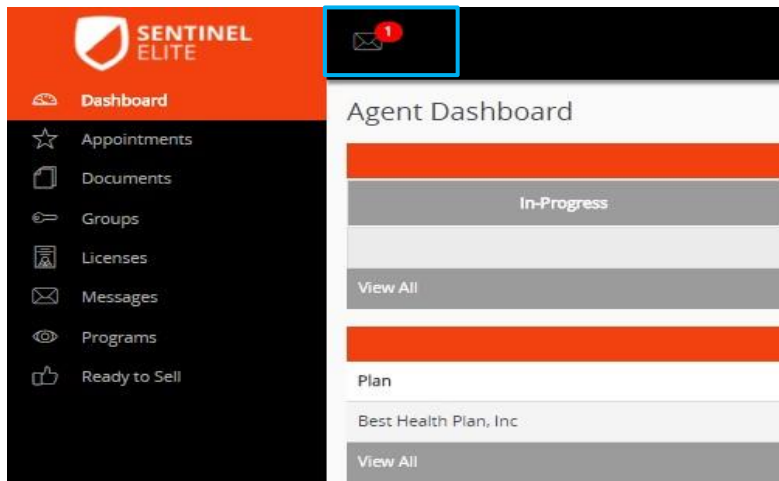 SENTINEL
ELITE
1
Dashboard
Appointments
Documents
Groups
Licenses
Messages
Programs
Ready to Sell
Agent Dashboard
In-Progress
View All
Plan
Best Health Plan, Inc
View All